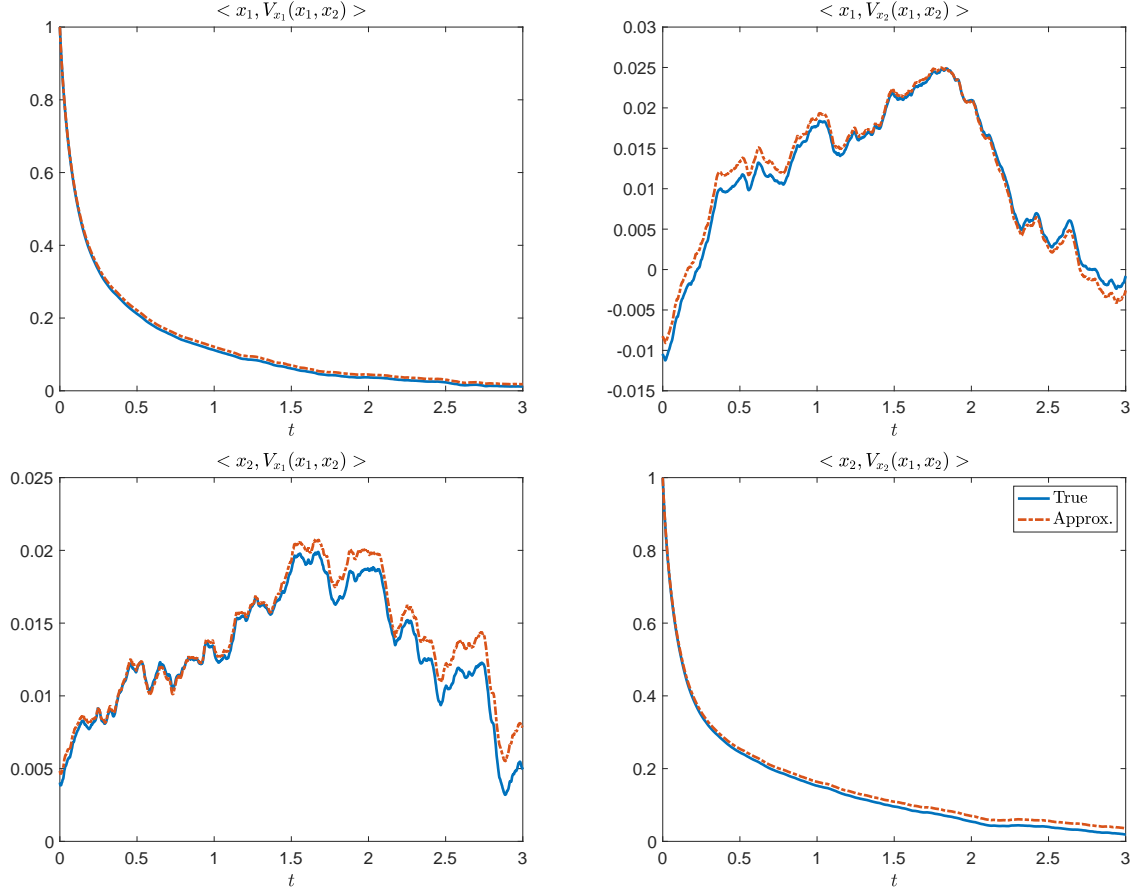 < x₁, Vₓ₁(x₁, x₂) >
1
0.8
0.6
0.4
0.2
0
0 0.5 1 1.5 2 2.5 3
t
< x₁, Vₓ₂(x₁, x₂) >
0.03
0.025
0.02
0.015
0.01
0.005
0
-0.005
-0.01
-0.015
0 0.5 1 1.5 2 2.5 3
t
< x₂, Vₓ₁(x₁, x₂) >
0.025
0.02
0.015
0.01
0.005
0
0 0.5 1 1.5 2 2.5 3
t
< x₂, Vₓ₂(x₁, x₂) >
True
Approx.
1
0.8
0.6
0.4
0.2
0
0 0.5 1 1.5 2 2.5 3
t